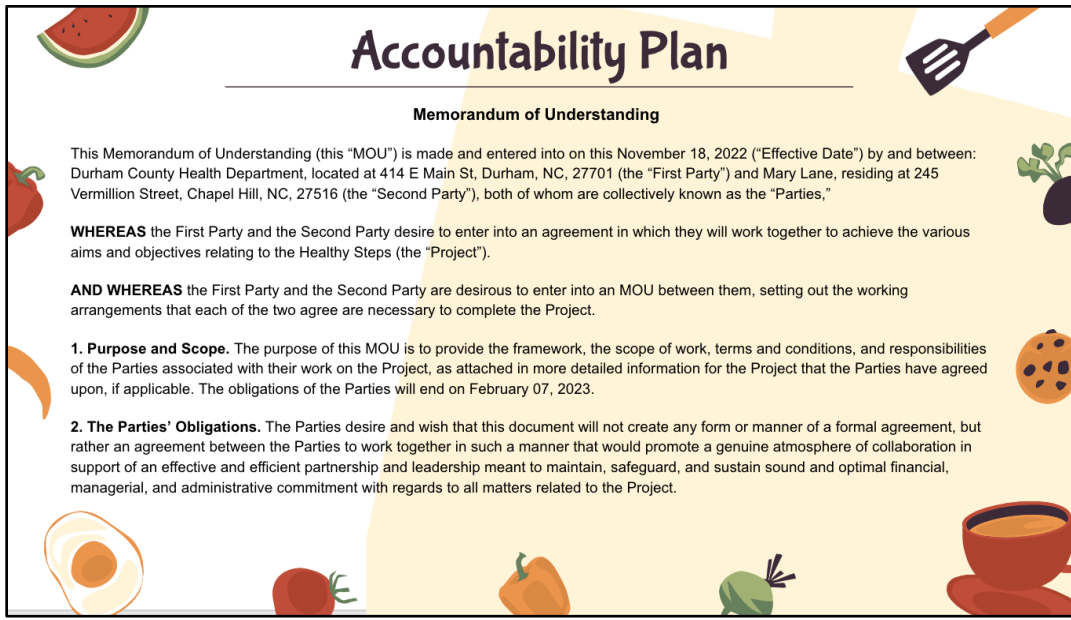 Accountability Plan
Memorandum of Understanding
This Memorandum of Understanding (this “MOU”) is made and entered into on this November 18, 2022 (“Effective Date”) by and between:
Durham County Health Department, located at 414 E Main St, Durham, NC, 27701 (the “First Party”) and Mary Lane, residing at 245
Vermillion Street, Chapel Hill, NC, 27516 (the “Second Party”), both of whom are collectively known as the “Parties,”
WHEREAS the First Party and the Second Party desire to enter into an agreement in which they will work together to achieve the various
aims and objectives relating to the Healthy Steps (the “Project”).
AND WHEREAS the First Party and the Second Party are desirous to enter into an MOU between them, setting out the working
arrangements that each of the two agree are necessary to complete the Project.
1. Purpose and Scope. The purpose of this MOU is to provide the framework, the scope of work, terms and conditions, and responsibilities
of the Parties associated with their work on the Project, as attached in more detailed information for the Project that the Parties have agreed
upon, if applicable. The obligations of the Parties will end on February 07, 2023.
2. The Parties’ Obligations. The Parties desire and wish that this document will not create any form or manner of a formal agreement, but
rather an agreement between the Parties to work together in such a manner that would promote a genuine atmosphere of collaboration in
support of an effective and efficient partnership and leadership meant to maintain, safeguard, and sustain sound and optimal financial,
managerial, and administrative commitment with regards to all matters related to the Project.